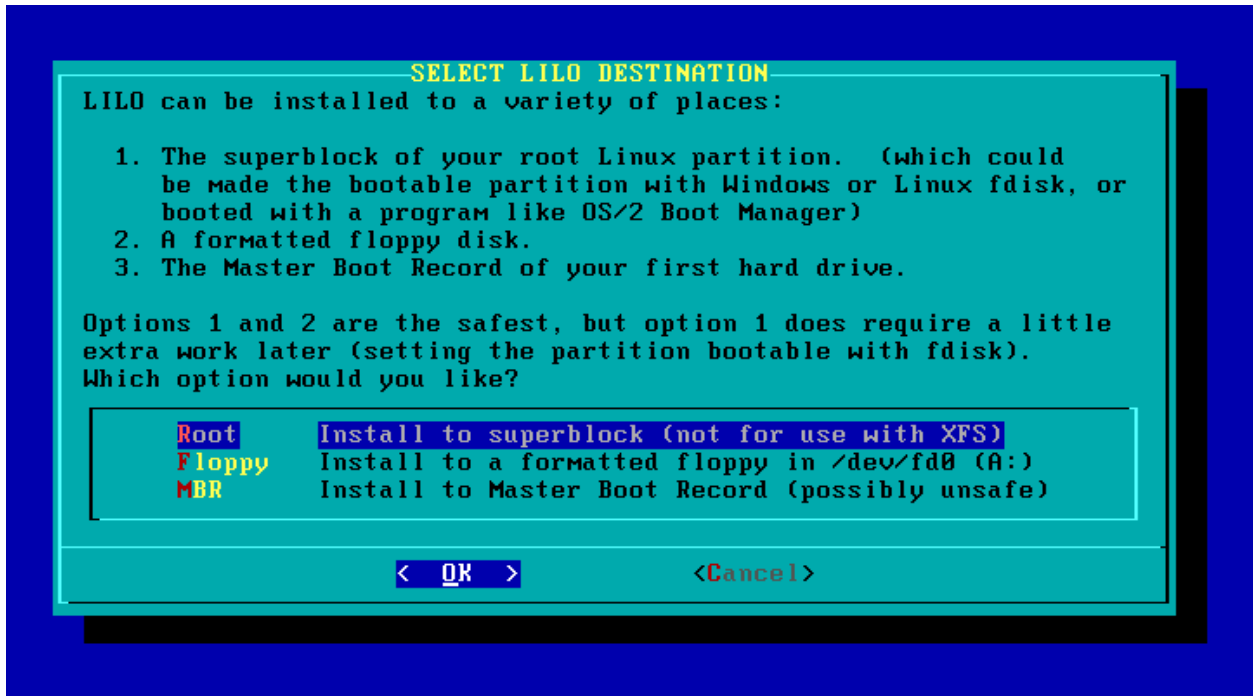 SELECT LILO DESTINATION
LILO can be installed to a variety of places:
1. The superblock of your root Linux partition.  (which could
be made the bootable partition with Windows or Linux fdisk, or
booted with a program like OS/2 Boot Manager)
2. A formatted floppy disk.
3. The Master Boot Record of your first hard drive.
Options 1 and 2 are the safest, but option 1 does require a little
extra work later (setting the partition bootable with fdisk).
Which option would you like?
Root Install to superblock (not for use with XFS)
Floppy Install to a formatted floppy in /dev/fd0 (A:)
MBR Install to Master Boot Record (possibly unsafe)
< OK > <Cancel>